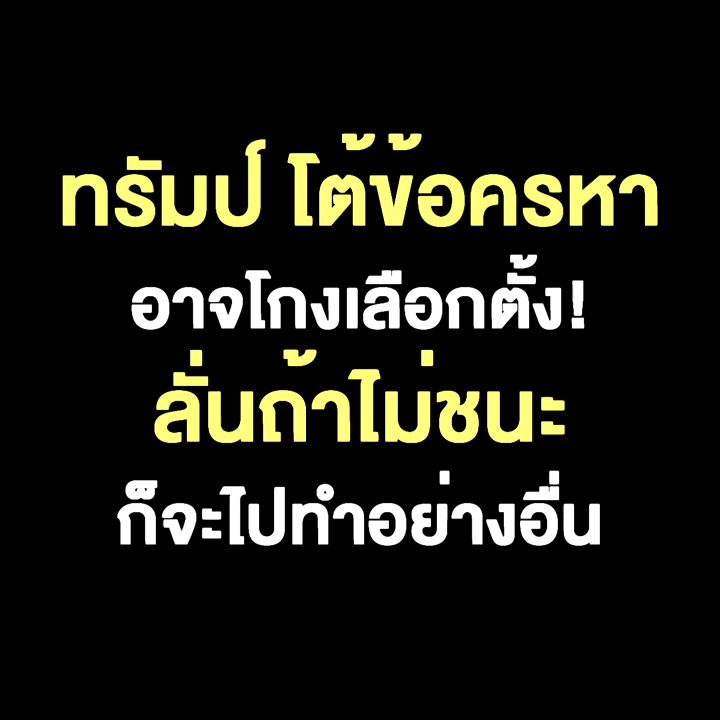 ทรัมป์ โต้ข้อครหา
อาจโกงเลือกตั้ง!
ลั่นถ้าไม่ชนะ
ก็จะไปทำอย่างอื่น